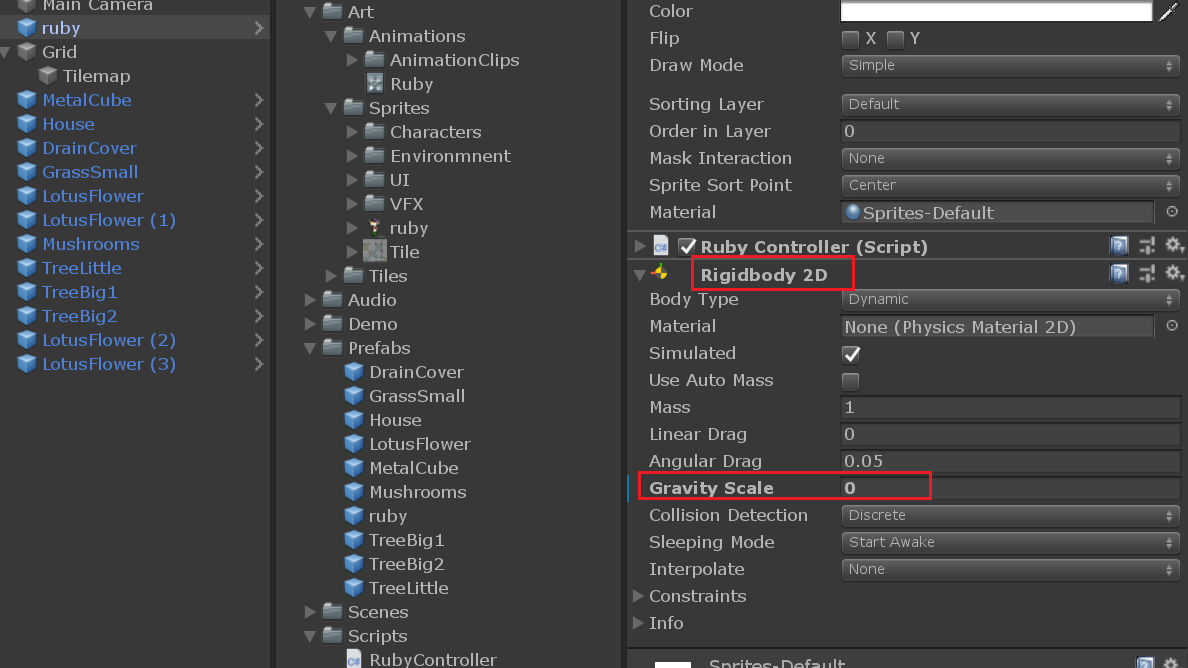 Main Camera
ruby
Grid
Tilemap
MetalCube
House
DrainCover
GrassSmall
LotusFlower
LotusFlower (1)
Mushrooms
TreeLittle
TreeBig1
TreeBig2
LotusFlower (2)
LotusFlower (3)
Art
Animations
AnimationClips
Ruby
Sprites
Characters
Environmnent
UI
VFX
ruby
Tile
Tiles
Audio
Demo
Prefabs
DrainCover
GrassSmall
House
LotusFlower
MetalCube
Mushrooms
ruby
TreeBig1
TreeBig2
TreeLittle
Scenes
Scripts
RubyController
Color
Flip X Y
Draw Mode Simple
Sorting Layer Default
Order in Layer 0
Mask Interaction None
Sprite Sort Point Center
Material Sprites-Default
Ruby Controller (Script)
Rigidbody 2D
Body Type Dynamic
Material None (Physics Material 2D)
Simulated
Use Auto Mass
Mass 1
Linear Drag 0
Angular Drag 0.05
Gravity Scale 0
Collision Detection Discrete
Sleeping Mode Start Awake
Interpolate None
Constraints
Info
Sprites-Default